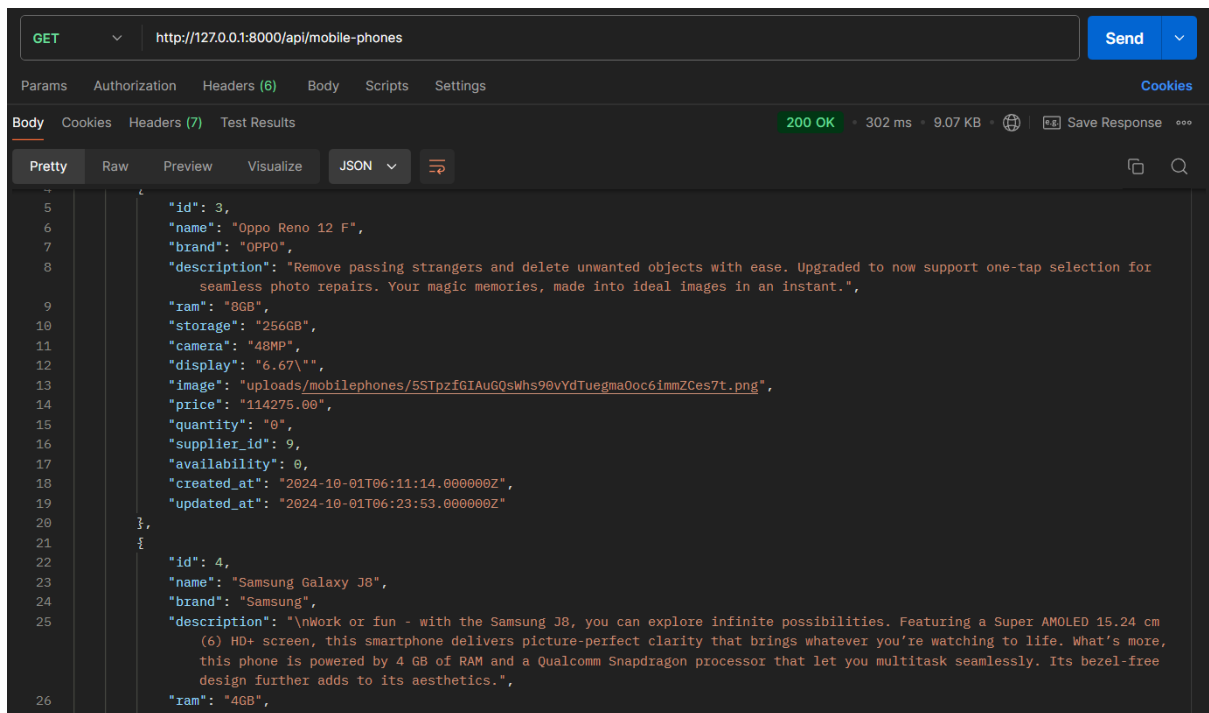 GET http://127.0.0.1:8000/api/mobile-phones Send
Params Authorization Headers (6) Body Scripts Settings Cookies
Body Cookies Headers (7) Test Results 200 OK 302 ms 9.07 KB e.g. Save Response
Pretty Raw Preview Visualize JSON
4 {
5 "id": 3,
6 "name": "Oppo Reno 12 F",
7 "brand": "OPPO",
8 "description": "Remove passing strangers and delete unwanted objects with ease. Upgraded to now support one-tap selection for
seamless photo repairs. Your magic memories, made into ideal images in an instant.",
9 "ram": "8GB",
10 "storage": "256GB",
11 "camera": "48MP",
12 "display": "6.67\"",
13 "image": "uploads/mobilephones/5STpzfGIAuGQsWhs90vYdTuegmaOoc6immZCes7t.png",
14 "price": "114275.00",
15 "quantity": "0",
16 "supplier_id": 9,
17 "availability": 0,
18 "created_at": "2024-10-01T06:11:14.000000Z",
19 "updated_at": "2024-10-01T06:23:53.000000Z"
20 },
21 {
22 "id": 4,
23 "name": "Samsung Galaxy J8",
24 "brand": "Samsung",
25 "description": "\nWork or fun - with the Samsung J8, you can explore infinite possibilities. Featuring a Super AMOLED 15.24 cm
(6) HD+ screen, this smartphone delivers picture-perfect clarity that brings whatever you’re watching to life. What’s more,
this phone is powered by 4 GB of RAM and a Qualcomm Snapdragon processor that let you multitask seamlessly. Its bezel-free
design further adds to its aesthetics.",
26 "ram": "4GB",